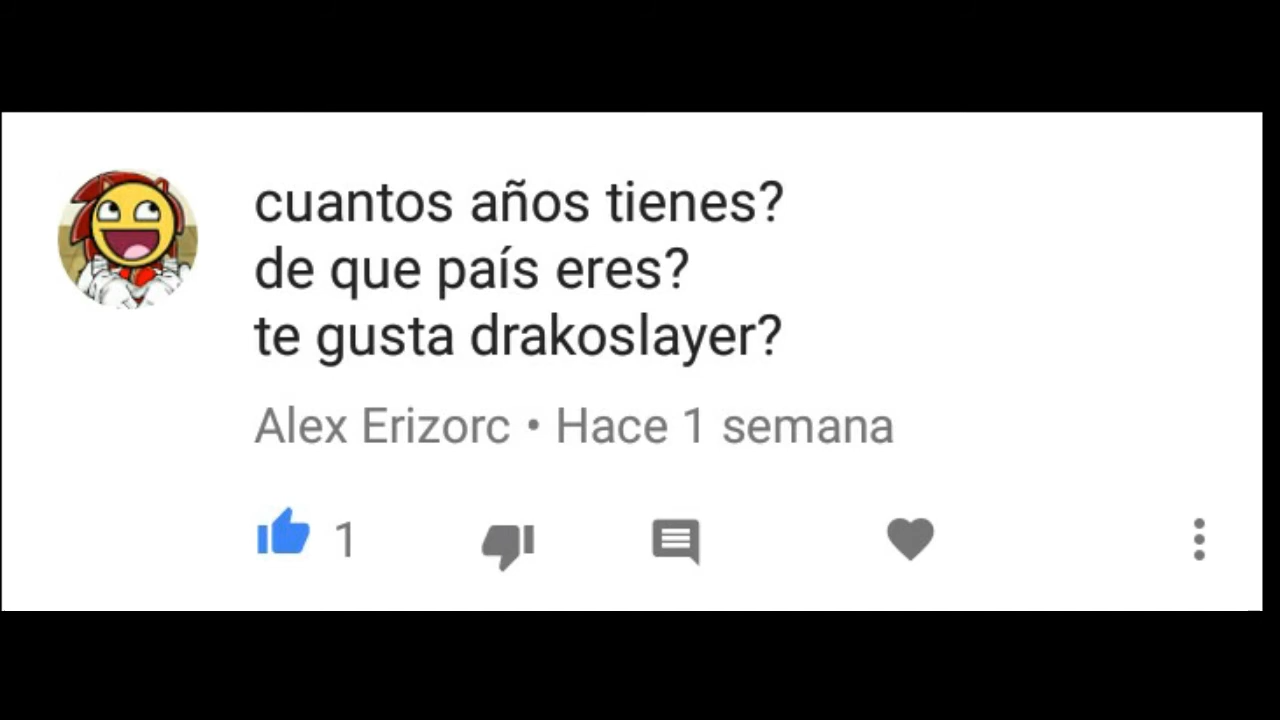 cuantos años tienes?
de que país eres?
te gusta drakoslayer?
Alex Erizorc • Hace 1 semana
1